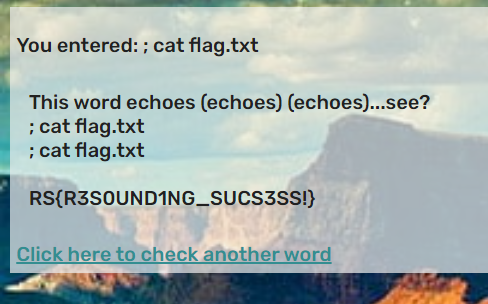 You entered: ; cat flag.txt
This word echoes (echoes) (echoes)...see?
; cat flag.txt
; cat flag.txt
RS{R3S0UND1NG_SUCS3SS!}
Click here to check another word